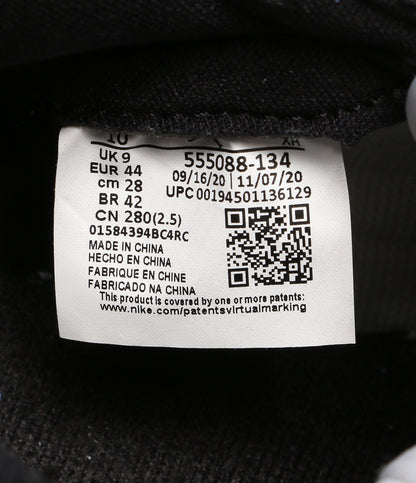 10 XH
UK 9 555088-134
EUR 44 09/16/20 | 11/07/20
cm 28 UPC 00194501136129
BR 42
CN 280(2.5)
01584394BC4RC
MADE IN CHINA
HECHO EN CHINA
FABRIQUE EN CHINE
FABRICADO NA CHINA
This product is covered by one or more patents:
www.nike.com/patentsvirtualmarking